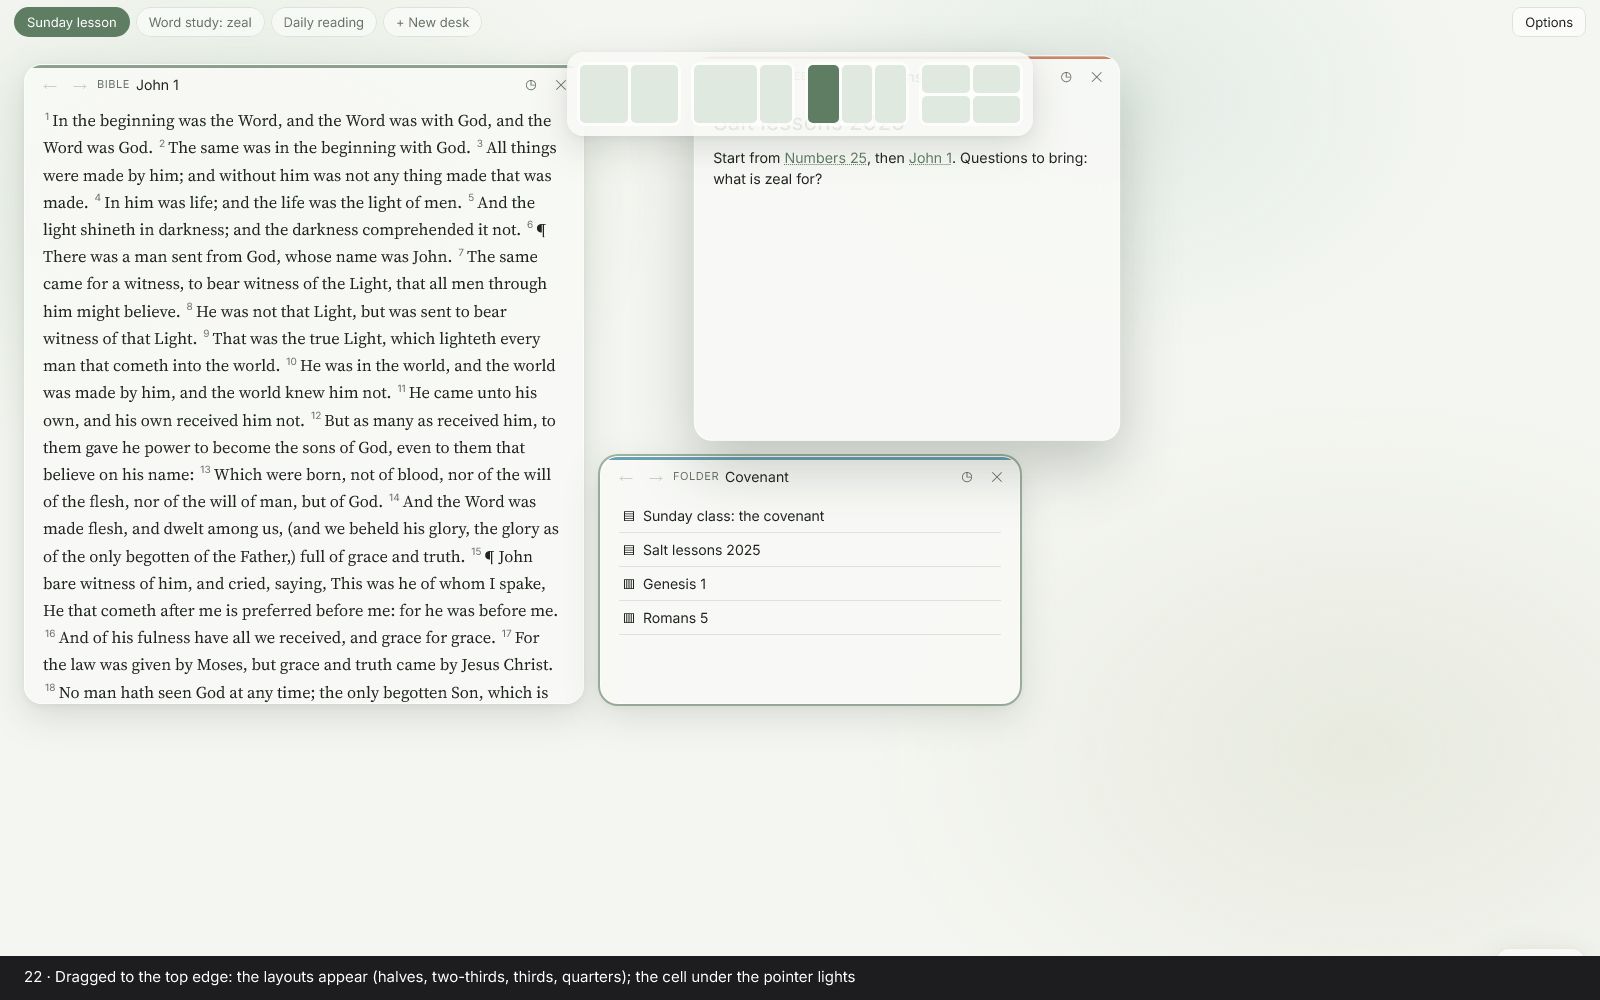 Sunday lesson
Word study: zeal
Daily reading
+ New desk
Options
← → BIBLE John 1
1 In the beginning was the Word, and the Word was with God, and the
Word was God. 2 The same was in the beginning with God. 3 All things
were made by him; and without him was not any thing made that was
made. 4 In him was life; and the life was the light of men. 5 And the
light shineth in darkness; and the darkness comprehended it not. 6 ¶
There was a man sent from God, whose name was John. 7 The same
came for a witness, to bear witness of the Light, that all men through
him might believe. 8 He was not that Light, but was sent to bear
witness of that Light. 9 That was the true Light, which lighteth every
man that cometh into the world. 10 He was in the world, and the world
was made by him, and the world knew him not. 11 He came unto his
own, and his own received him not. 12 But as many as received him, to
them gave he power to become the sons of God, even to them that
believe on his name: 13 Which were born, not of blood, nor of the will
of the flesh, nor of the will of man, but of God. 14 And the Word was
made flesh, and dwelt among us, (and we beheld his glory, the glory as
of the only begotten of the Father,) full of grace and truth. 15 ¶ John
bare witness of him, and cried, saying, This was he of whom I spake,
He that cometh after me is preferred before me: for he was before me.
16 And of his fulness have all we received, and grace for grace. 17 For
the law was given by Moses, but grace and truth came by Jesus Christ.
18 No man hath seen God at any time; the only begotten Son, which is
Salt lessons 2025
Start from Numbers 25, then John 1. Questions to bring:
what is zeal for?
← → FOLDER Covenant
Sunday class: the covenant
Salt lessons 2025
Genesis 1
Romans 5
22 · Dragged to the top edge: the layouts appear (halves, two-thirds, thirds, quarters); the cell under the pointer lights